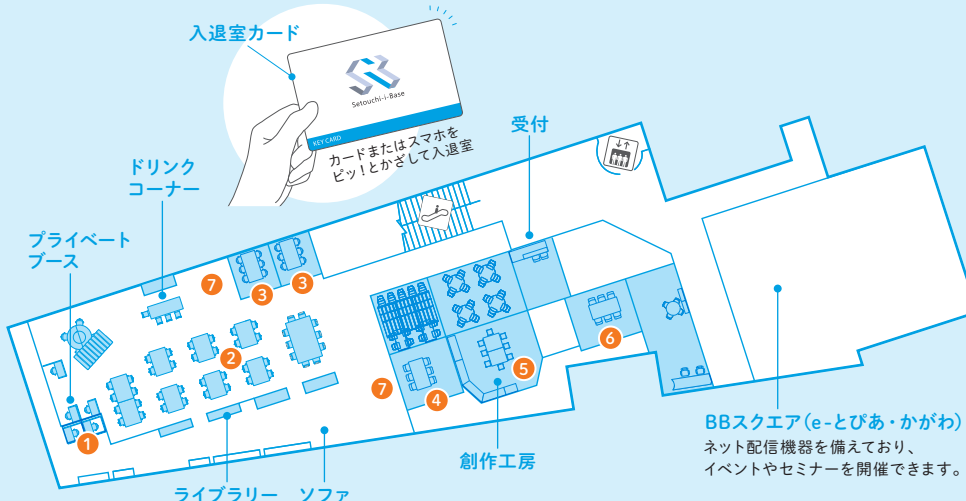 入退室カード
Setouchi-i-Base
KEY CARD
カードまたはスマホを
ピッ!とかざして入退室
受付
ドリンク
コーナー
プライベート
ブース
7
3
3
2
1
7
4
5
6
創作工房
ライブラリー
ソファ
BBスクエア(e-とぴあ・かがわ)
ネット配信機器を備えており、
イベントやセミナーを開催できます。